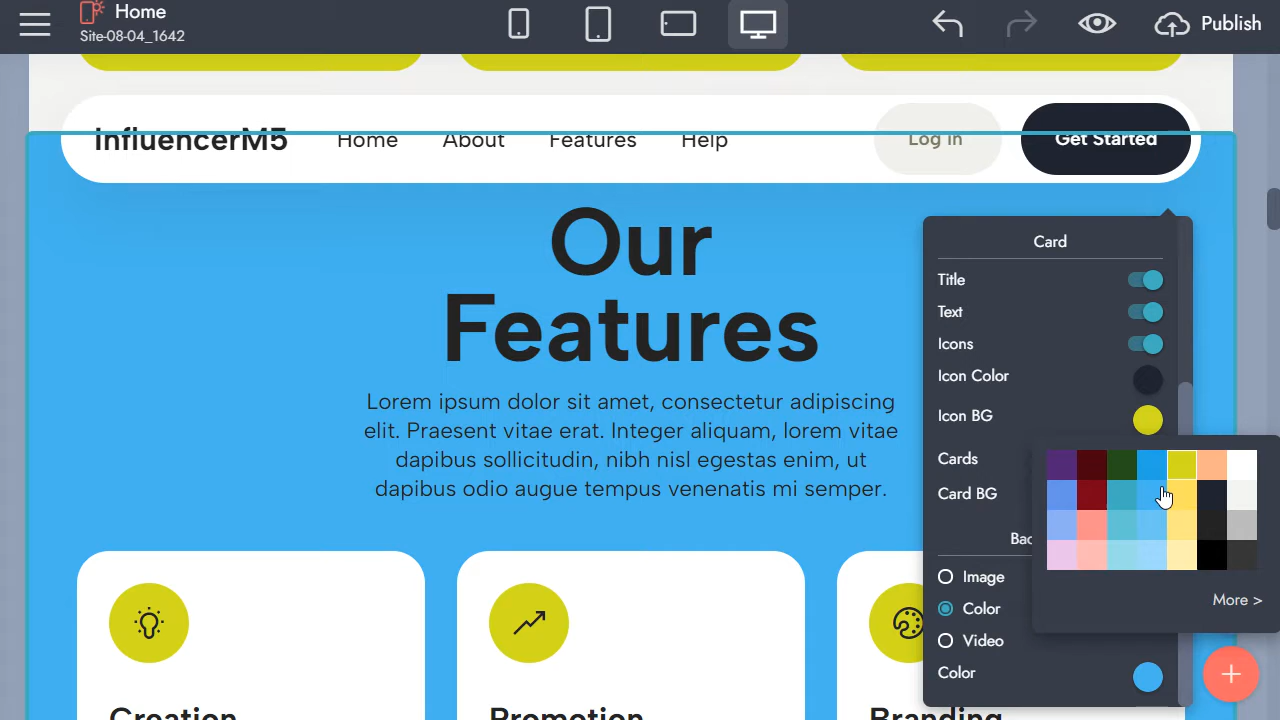 Home
Site-08-04_1642
Publish
InfluencerM5
Home
About
Features
Help
Log In
Get Started
Our
Features
Lorem ipsum dolor sit amet, consectetur adipiscing
elit. Praesent vitae erat. Integer aliquam, lorem vitae
dapibus sollicitudin, nibh nisl egestas enim, ut
dapibus odio augue tempus venenatis mi semper.
Card
Title
Text
Icons
Icon Color
Icon BG
Cards
Card BG
Image
Color
Video
Color
More >
Creation
Promotion
Branding